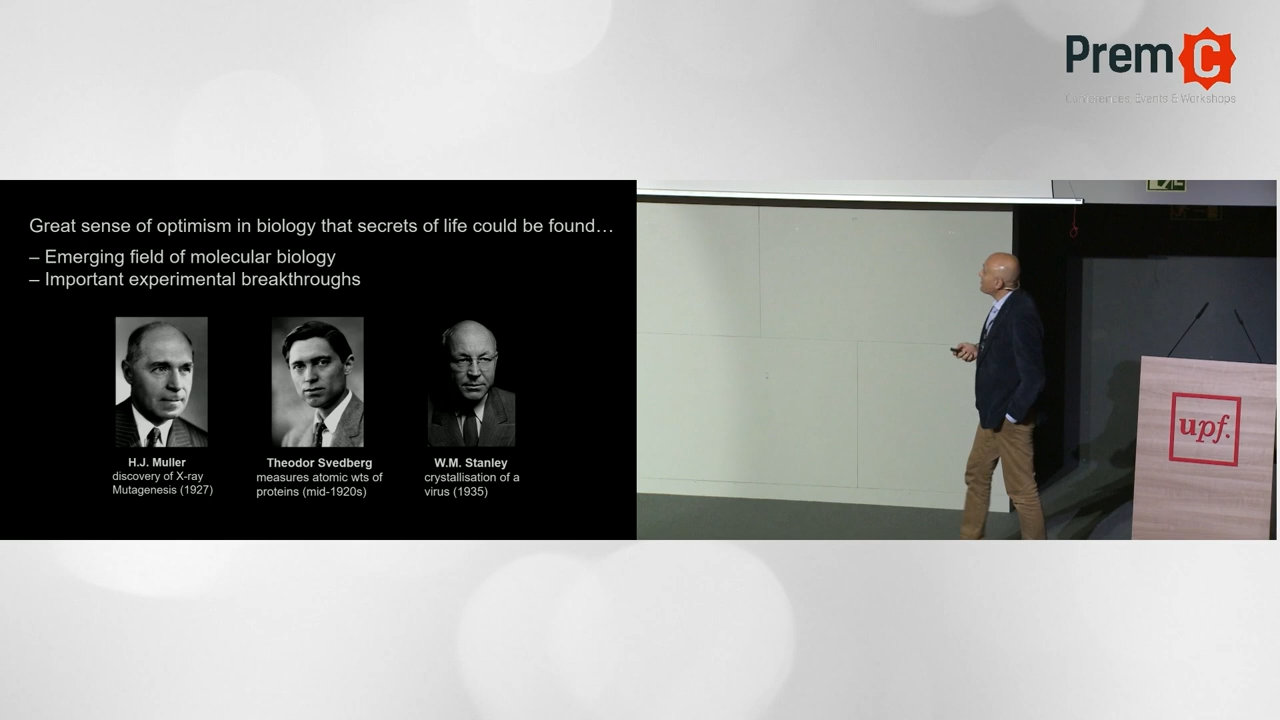 Prem C
Conferences, Events & Workshops
Great sense of optimism in biology that secrets of life could be found…
– Emerging field of molecular biology
– Important experimental breakthroughs
H.J. Muller
discovery of X-ray
Mutagenesis (1927)
Theodor Svedberg
measures atomic wts of
proteins (mid-1920s)
W.M. Stanley
crystallisation of a
virus (1935)
upf.